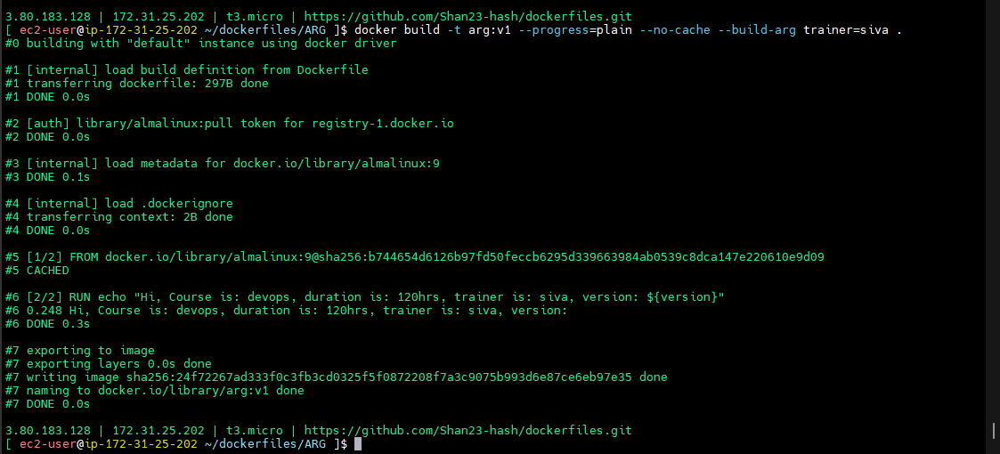 3.80.183.128 | 172.31.25.202 | t3.micro | https://github.com/Shan23-hash/dockerfiles.git
[ ec2-user@ip-172-31-25-202 ~/dockerfiles/ARG ]$ docker build -t arg:v1 --progress=plain --no-cache --build-arg trainer=siva .
#0 building with "default" instance using docker driver
#1 [internal] load build definition from Dockerfile
#1 transferring dockerfile: 297B done
#1 DONE 0.0s
#2 [auth] library/almalinux:pull token for registry-1.docker.io
#2 DONE 0.0s
#3 [internal] load metadata for docker.io/library/almalinux:9
#3 DONE 0.1s
#4 [internal] load .dockerignore
#4 transferring context: 2B done
#4 DONE 0.0s
#5 [1/2] FROM docker.io/library/almalinux:9@sha256:b744654d6126b97fd50feccb6295d339663984ab0539c8dca147e220610e9d09
#5 CACHED
#6 [2/2] RUN echo "Hi, Course is: devops, duration is: 120hrs, trainer is: siva, version: ${version}"
#6 0.248 Hi, Course is: devops, duration is: 120hrs, trainer is: siva, version:
#6 DONE 0.3s
#7 exporting to image
#7 exporting layers 0.0s done
#7 writing image sha256:24f72267ad333f0c3fb3cd0325f5f0872208f7a3c9075b993d6e87ce6eb97e35 done
#7 naming to docker.io/library/arg:v1 done
#7 DONE 0.0s
3.80.183.128 | 172.31.25.202 | t3.micro | https://github.com/Shan23-hash/dockerfiles.git
[ ec2-user@ip-172-31-25-202 ~/dockerfiles/ARG ]$